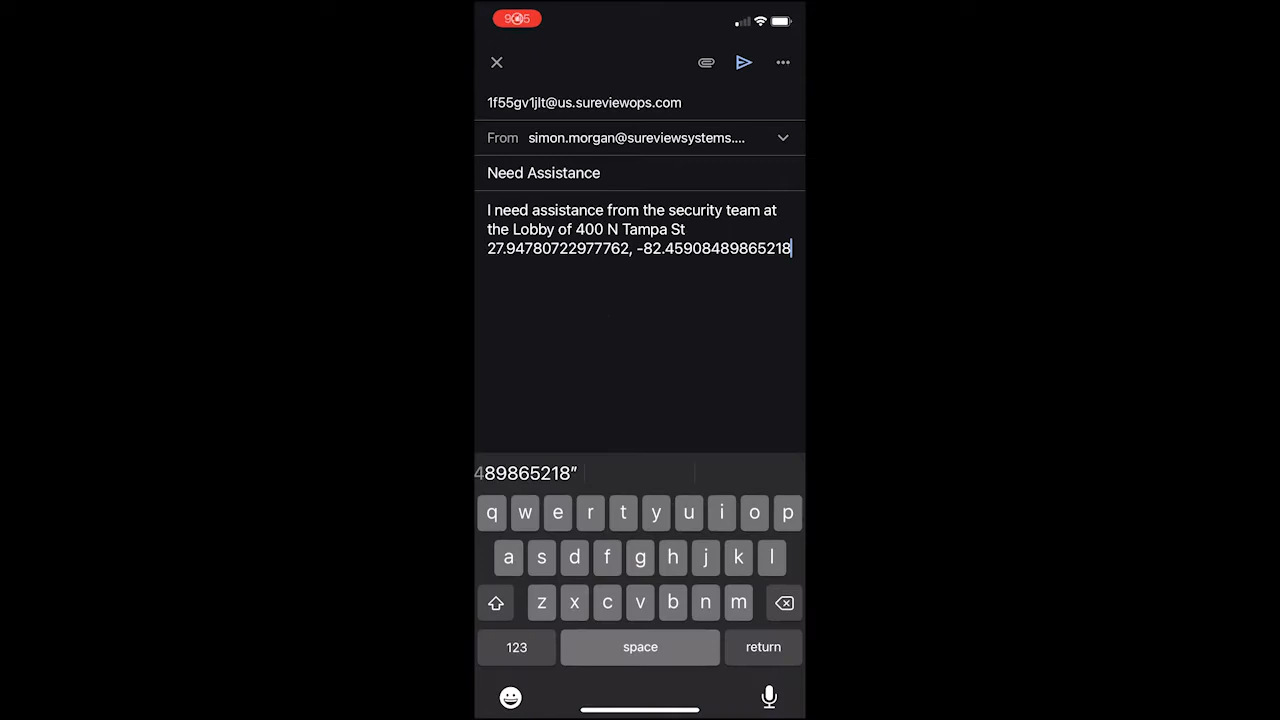 1f55gv1jlt@us.sureviewops.com
From simon.morgan@sureviewsystems....
Need Assistance
I need assistance from the security team at
the Lobby of 400 N Tampa St
27.94780722977762, -82.45908489865218
489865218"
q w e r t y u i o p
a s d f g h j k l
z x c v b n m
123 space return